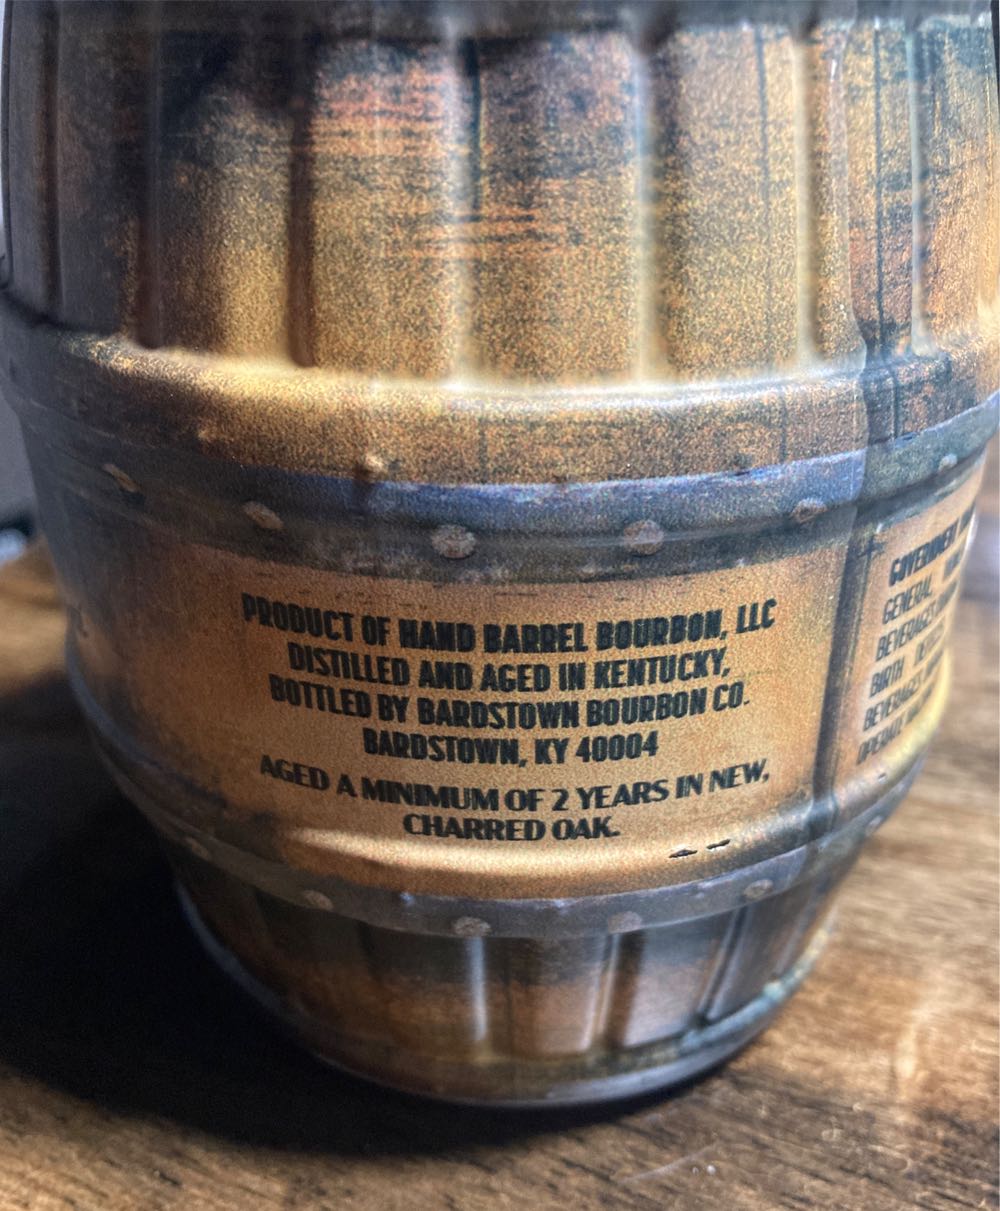 PRODUCT OF HAND BARREL BOURBON, LLC
DISTILLED AND AGED IN KENTUCKY,
BOTTLED BY BARDSTOWN BOURBON CO.
BARDSTOWN, KY 40004
AGED A MINIMUM OF 2 YEARS IN NEW,
CHARRED OAK.
GOVERNMENT
GENERAL,
BEVERAGES
BIRTH
BEVERAGES
OPERATE